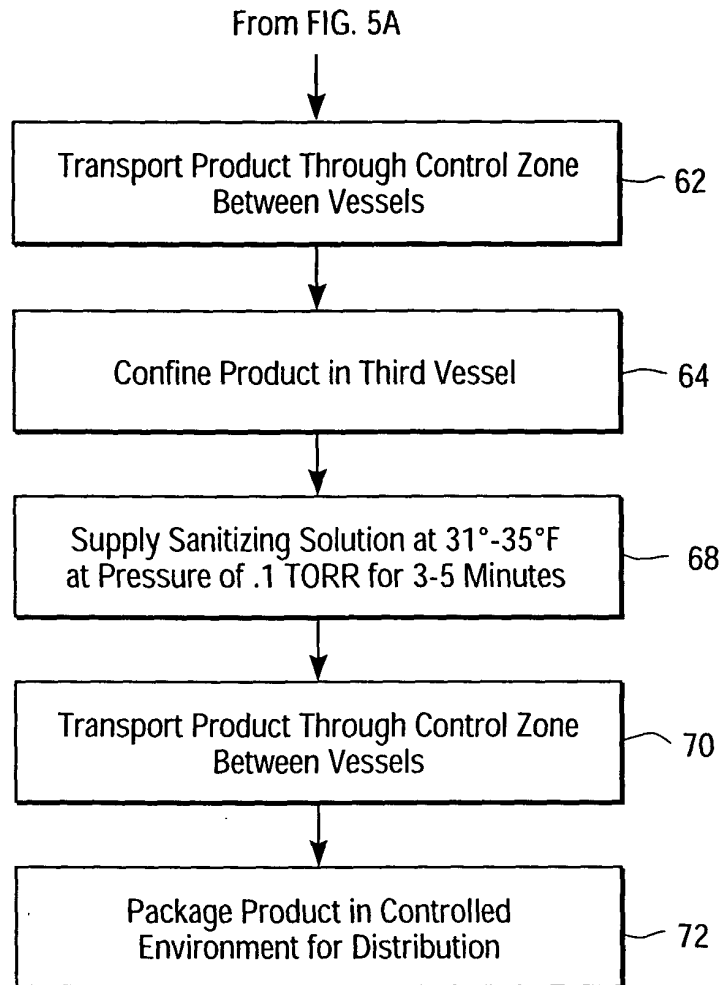 From FIG. 5A
Transport Product Through Control Zone
Between Vessels
62
Confine Product in Third Vessel
64
Supply Sanitizing Solution at 31°-35°F
at Pressure of .1 TORR for 3-5 Minutes
68
Transport Product Through Control Zone
Between Vessels
70
Package Product in Controlled
Environment for Distribution
72